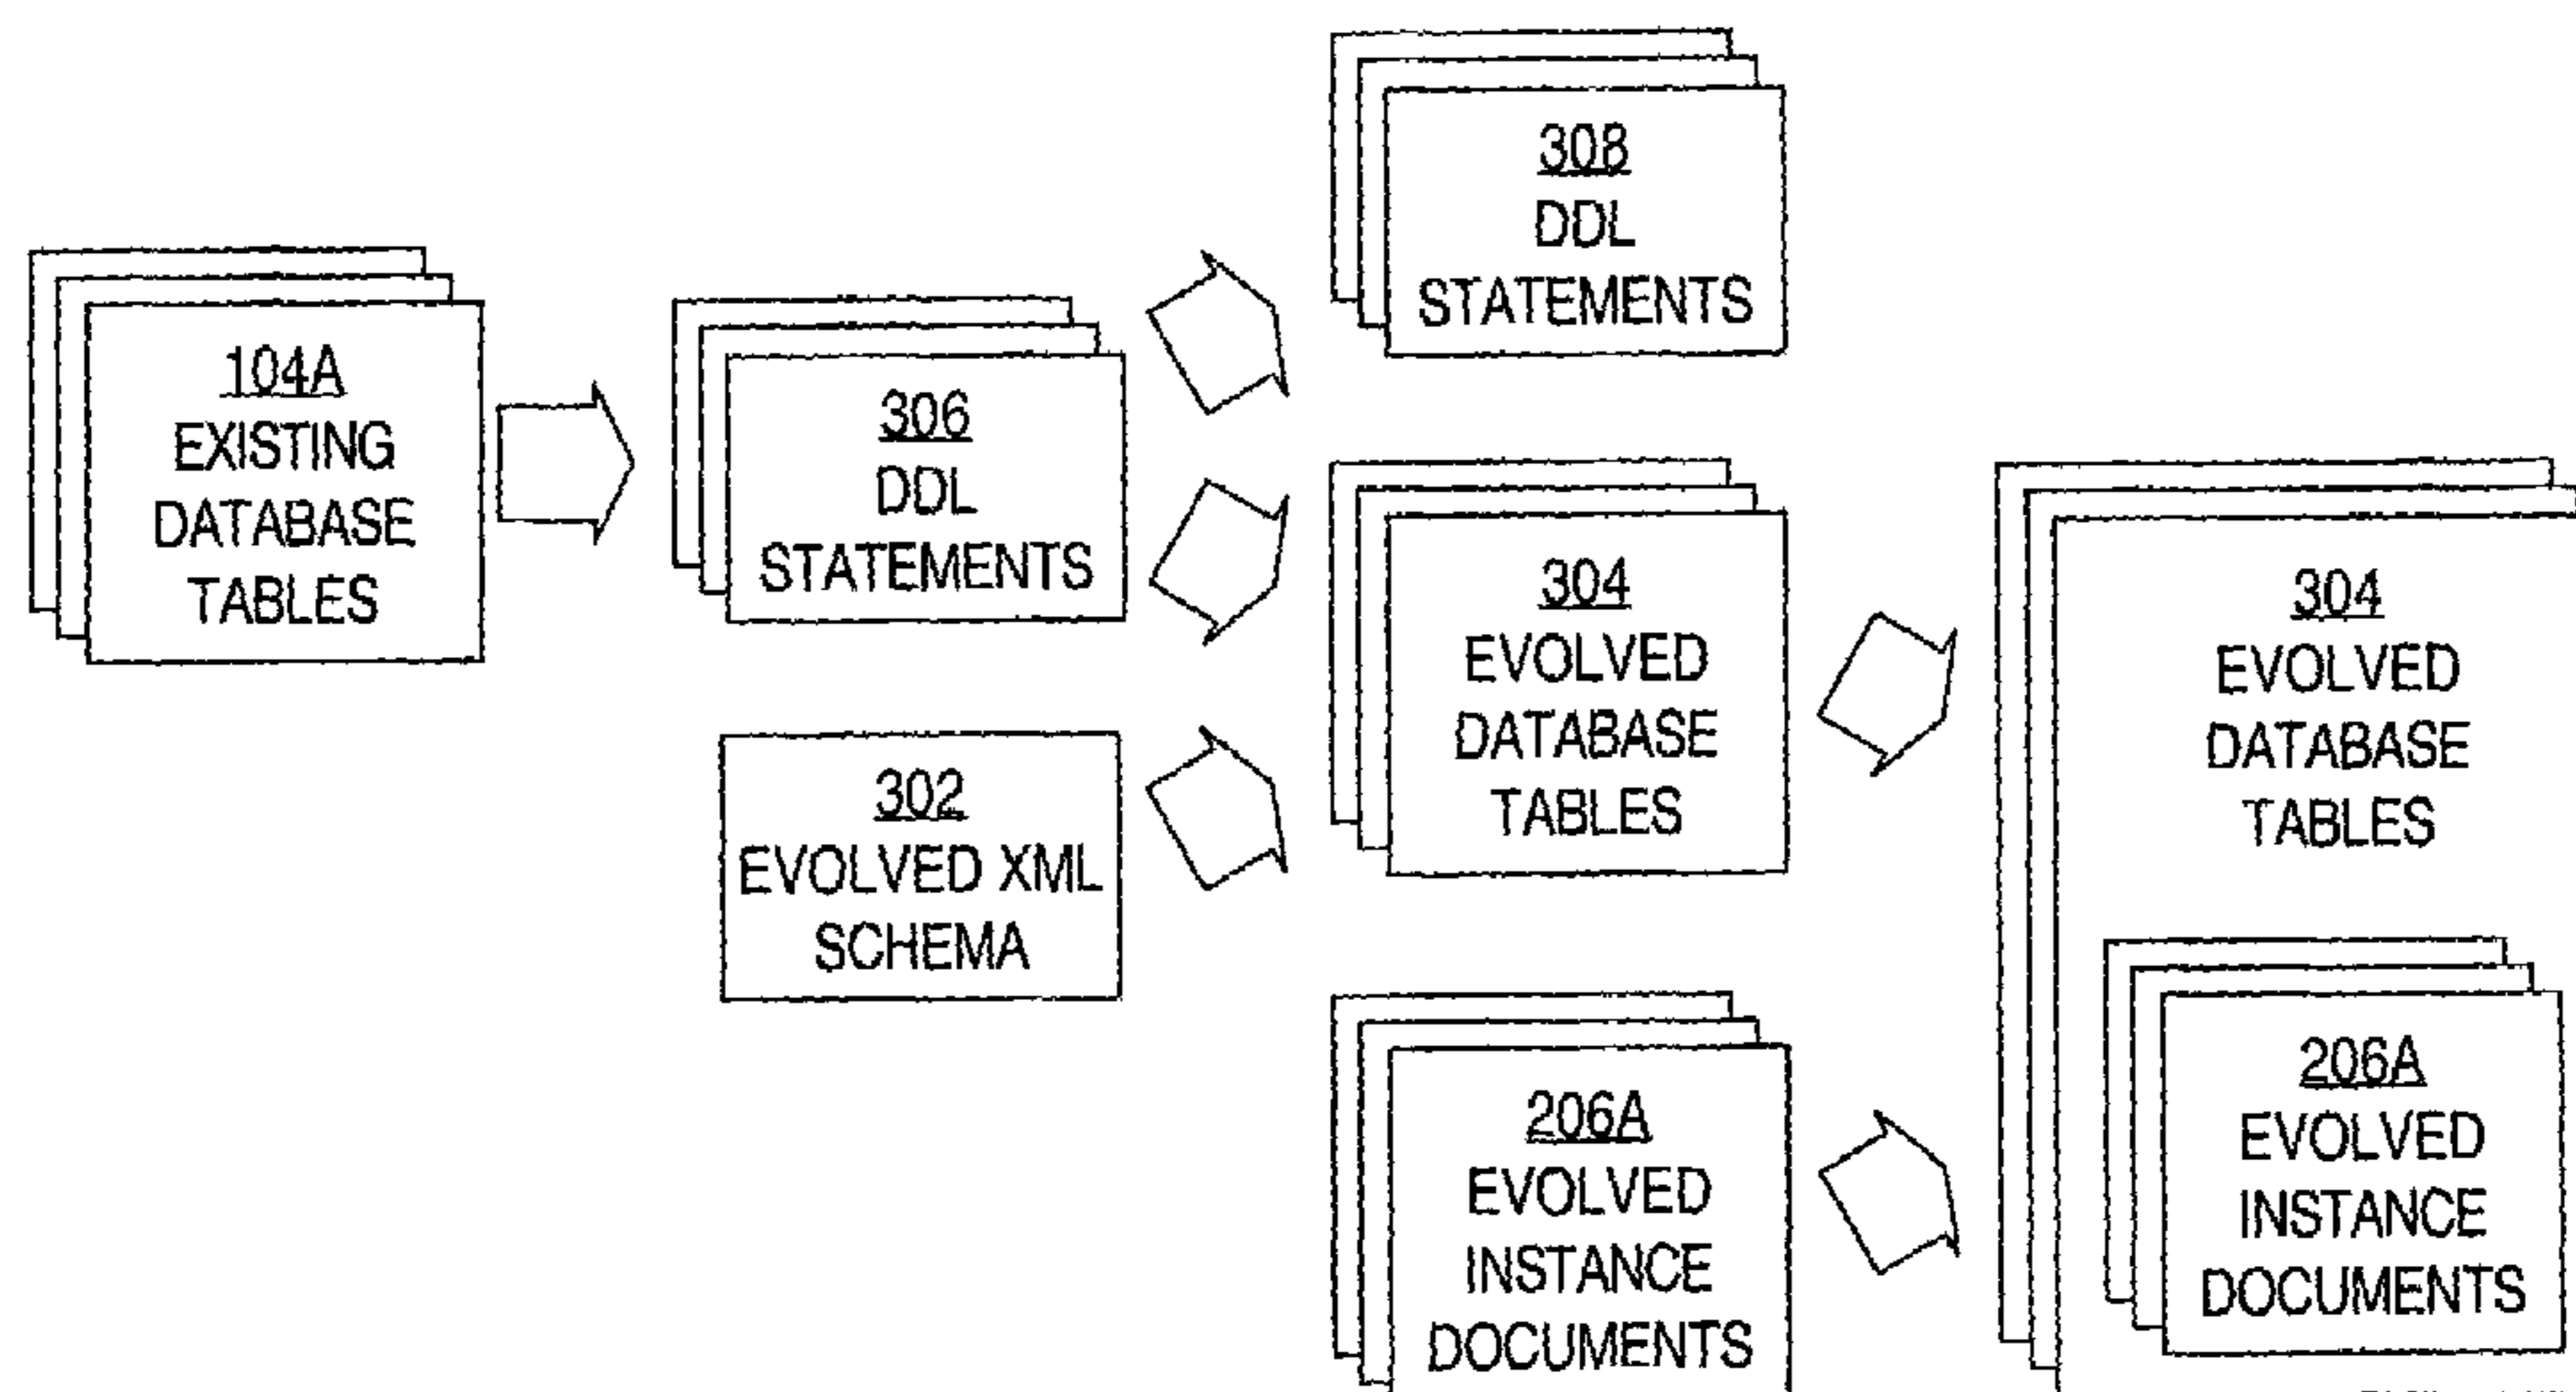 104A
EXISTING
DATABASE
TABLES
306
DDL
STATEMENTS
302
EVOLVED XML
SCHEMA
308
DDL
STATEMENTS
304
EVOLVED
DATABASE
TABLES
206A
EVOLVED
INSTANCE
DOCUMENTS
304
EVOLVED
DATABASE
TABLES
206A
EVOLVED
INSTANCE
DOCUMENTS